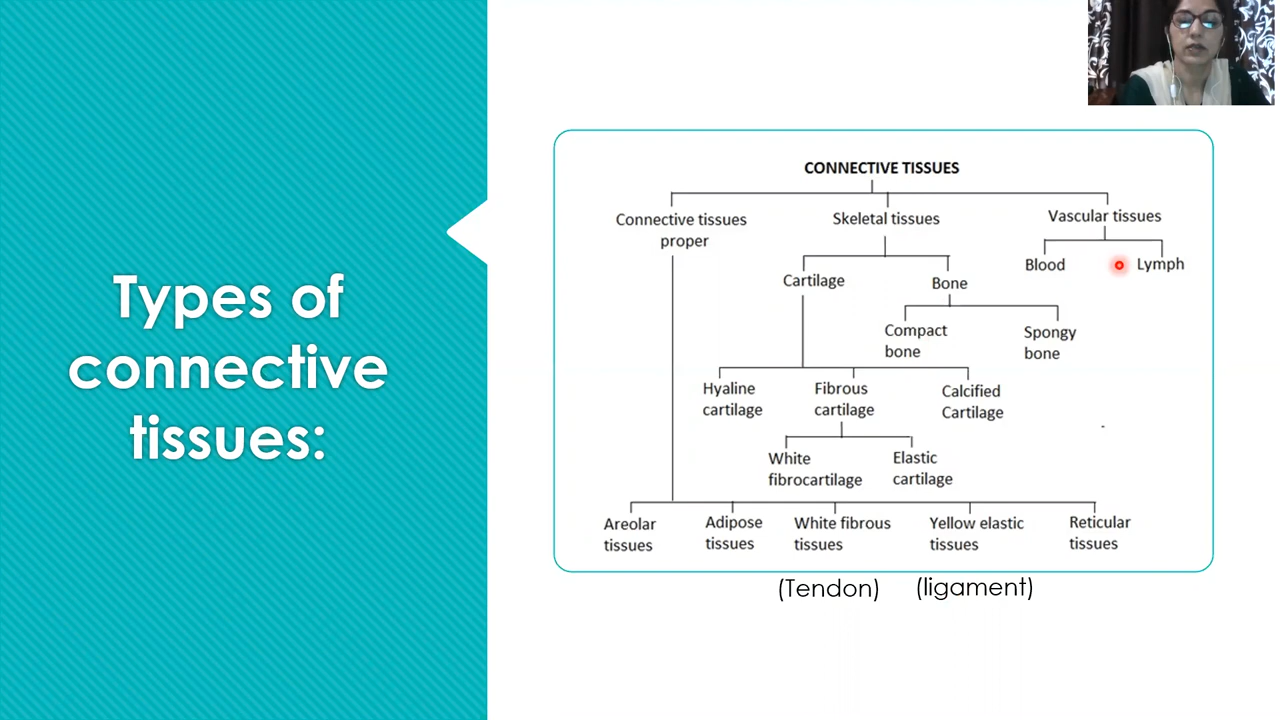 Types of
connective
tissues:
CONNECTIVE TISSUES
Connective tissues
proper
Skeletal tissues
Vascular tissues
Blood
Lymph
Cartilage
Bone
Compact
bone
Spongy
bone
Hyaline
cartilage
Fibrous
cartilage
Calcified
Cartilage
White
fibrocartilage
Elastic
cartilage
Areolar
tissues
Adipose
tissues
White fibrous
tissues
Yellow elastic
tissues
Reticular
tissues
(Tendon)
(ligament)